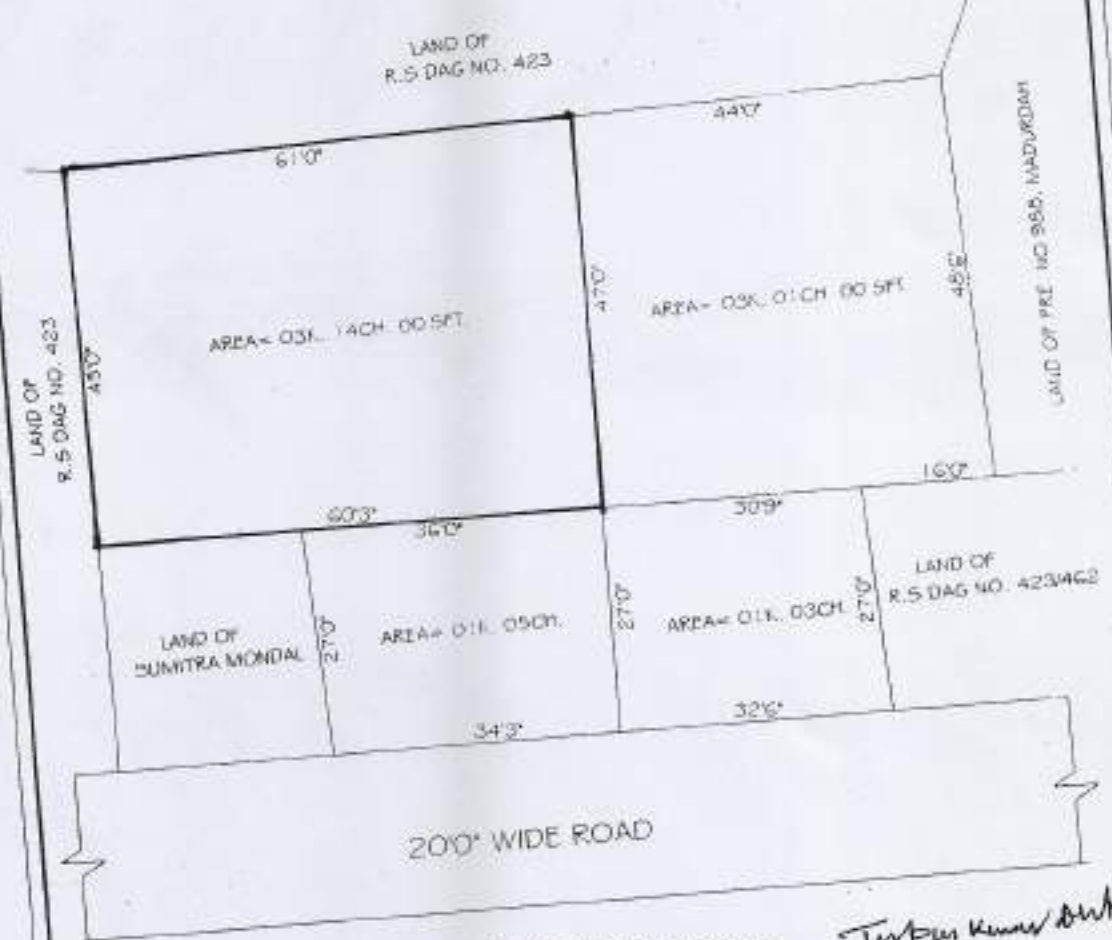 LAND OF
R.S DAG NO. 423
44'0"
61'0"
LAND OF PRE. NO 988, MADURDAH
47'0"
48'6"
AREA= 03K. 14CH. 00 SFT.
AREA= 03K. 01CH 00 SFT.
LAND OF
R.S DAG NO. 423
45'0"
16'0"
60'3"
36'0"
30'9"
LAND OF
R.S DAG NO. 423/462
27'0"
27'0"
27'0"
AREA= 01K. 05CH.
AREA= 01K. 03CH.
LAND OF
SUMITRA MONDAL
34'3"
32'6"
20'0" WIDE ROAD
Kumar